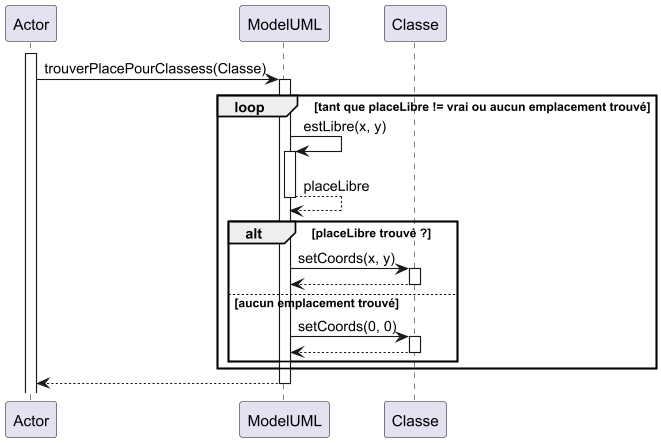 Actor
ModelUML
Classe
trouverPlacePourClassess(Classe)
loop
[tant que placeLibre != vrai ou aucun emplacement trouvé]
estLibre(x, y)
placeLibre
alt
[placeLibre trouvé ?]
setCoords(x, y)
[aucun emplacement trouvé]
setCoords(0, 0)
Actor
ModelUML
Classe